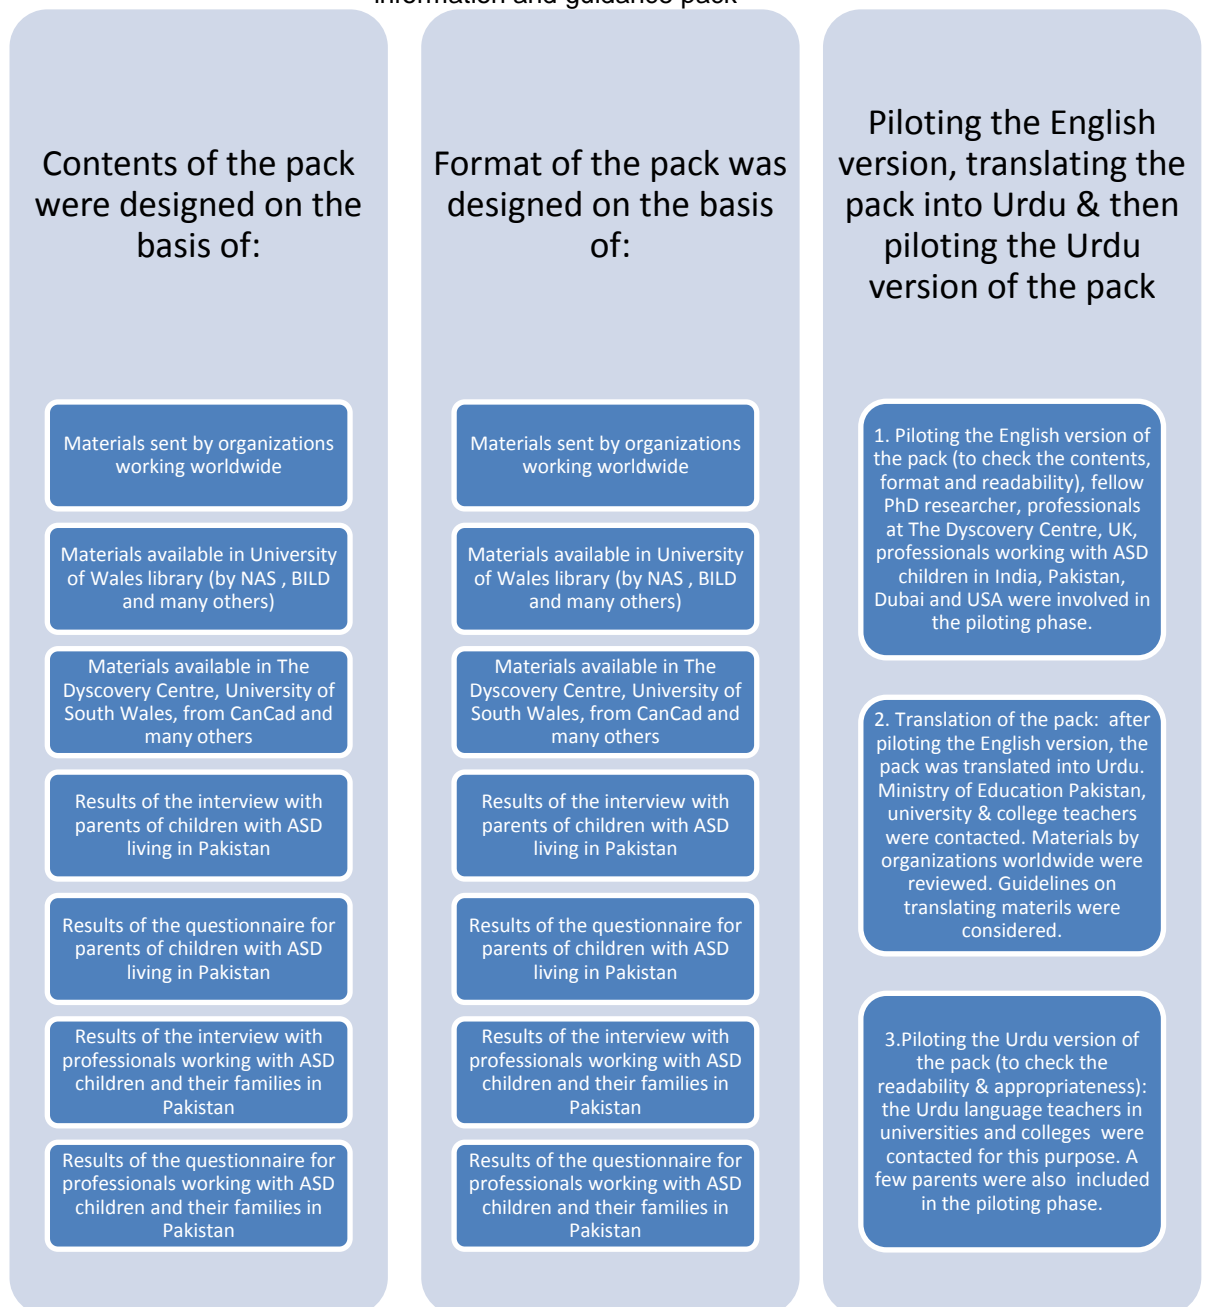 information and guidance pack
Contents of the pack
were designed on the
basis of:
Materials sent by organizations
working worldwide
Materials available in University
of Wales library (by NAS , BILD
and many others)
Materials available in The
Dyscovery Centre, University of
South Wales, from CanCad and
many others
Results of the interview with
parents of children with ASD
living in Pakistan
Results of the questionnaire for
parents of children with ASD
living in Pakistan
Results of the interview with
professionals working with ASD
children and their families in
Pakistan
Results of the questionnaire for
professionals working with ASD
children and their families in
Pakistan
Format of the pack was
designed on the basis
of:
Materials sent by organizations
working worldwide
Materials available in University
of Wales library (by NAS , BILD
and many others)
Materials available in The
Dyscovery Centre, University of
South Wales, from CanCad and
many others
Results of the interview with
parents of children with ASD
living in Pakistan
Results of the questionnaire for
parents of children with ASD
living in Pakistan
Results of the interview with
professionals working with ASD
children and their families in
Pakistan
Results of the questionnaire for
professionals working with ASD
children and their families in
Pakistan
Piloting the English
version, translating the
pack into Urdu & then
piloting the Urdu
version of the pack
1. Piloting the English version of
the pack (to check the contents,
format and readability), fellow
PhD researcher, professionals
at The Dyscovery Centre, UK,
professionals working with ASD
children in India, Pakistan,
Dubai and USA were involved in
the piloting phase.
2. Translation of the pack: after
piloting the English version, the
pack was translated into Urdu.
Ministry of Education Pakistan,
university & college teachers
were contacted. Materials by
organizations worldwide were
reviewed. Guidelines on
translating materils were
considered.
3.Piloting the Urdu version of
the pack (to check the
readability & appropriateness):
the Urdu language teachers in
universities and colleges were
contacted for this purpose. A
few parents were also included
in the piloting phase.